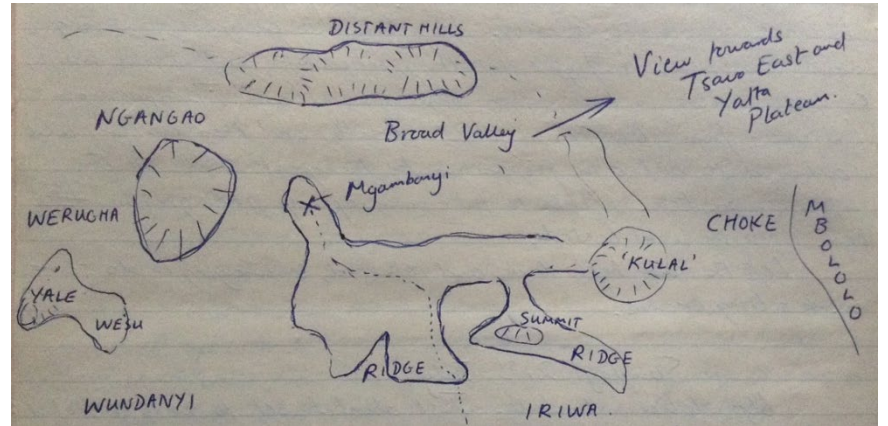 DISTANT HILLS
View towards
Tsavo East and
Yatta
Plateau.
NGANGAO
Broad Valley
Mgambonyi
WERUGHA
CHOKE
MBOLOLO
'KULAL'
YALE
WESU
SUMMIT
RIDGE
RIDGE
WUNDANYI
IRIWA.